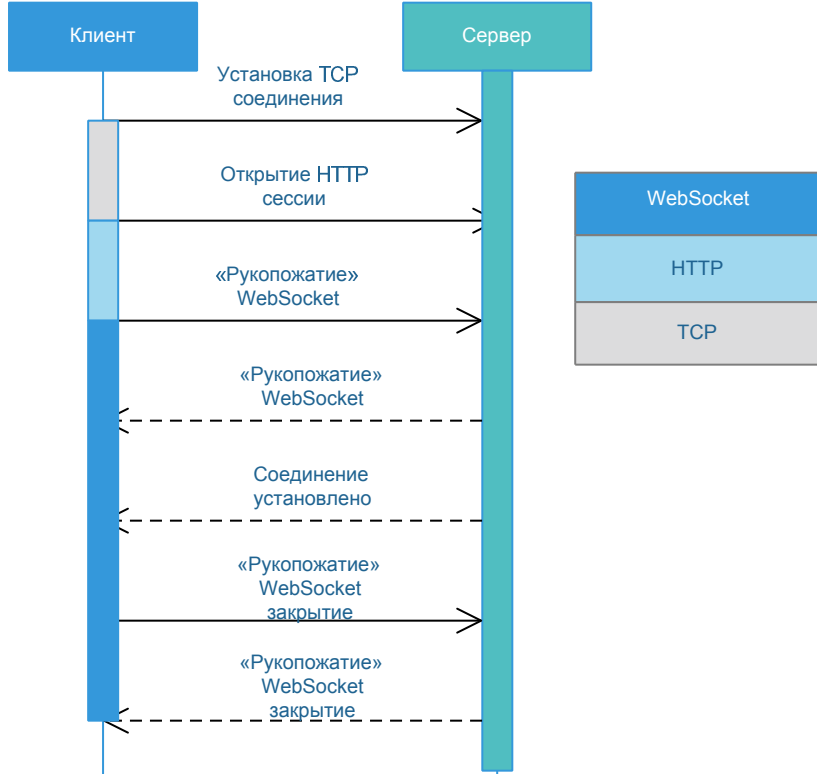 Клиент
Сервер
Установка TCP
соединения
Открытие HTTP
сессии
WebSocket
HTTP
«Рукопожатие»
WebSocket
TCP
«Рукопожатие»
WebSocket
Соединение
установлено
«Рукопожатие»
WebSocket
закрытие
«Рукопожатие»
WebSocket
закрытие